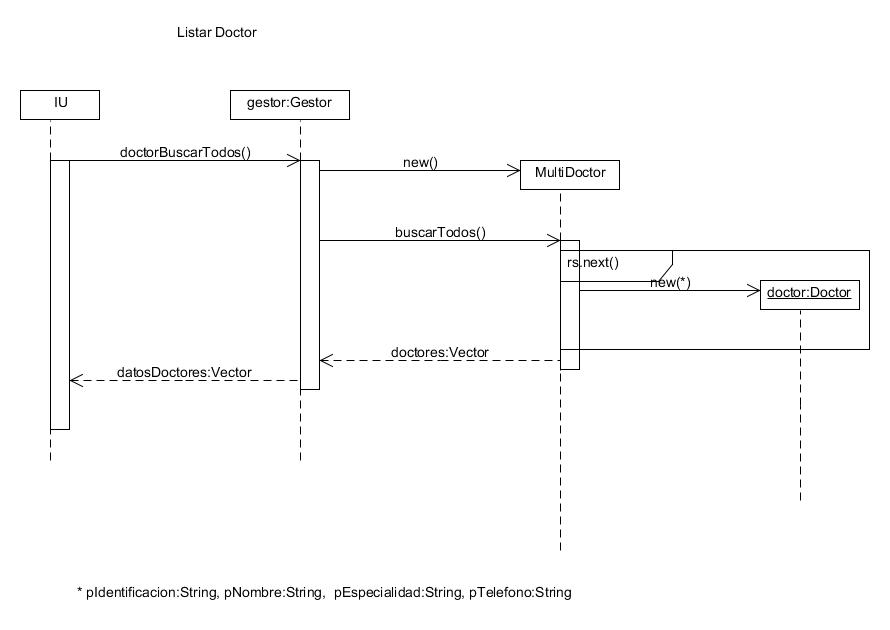 Listar Doctor
IU
gestor:Gestor
doctorBuscarTodos()
new()
MultiDoctor
buscarTodos()
rs.next()
new(*)
doctor:Doctor
doctores:Vector
datosDoctores:Vector
* pIdentificacion:String, pNombre:String, pEspecialidad:String, pTelefono:String